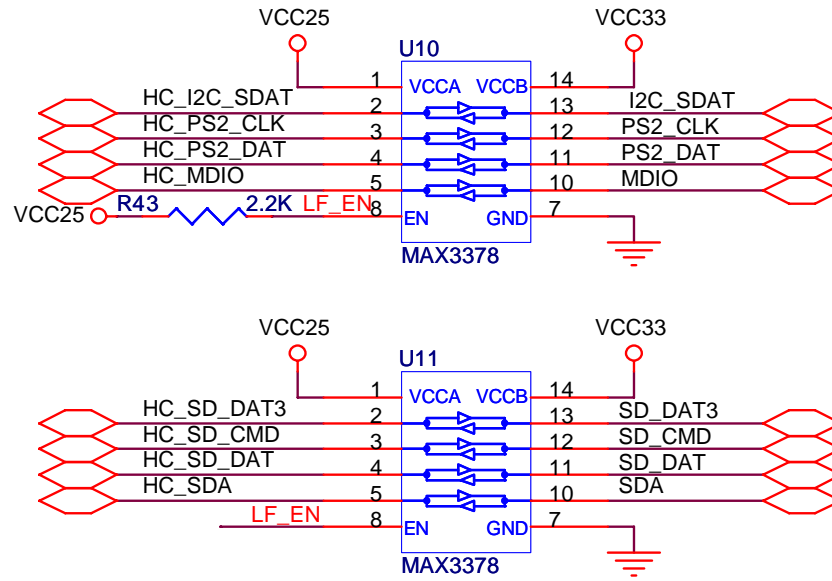 VCC25 VCC33
U10
1 VCCA VCCB 14
HC_I2C_SDAT 2 13 I2C_SDAT
HC_PS2_CLK 3 12 PS2_CLK
HC_PS2_DAT 4 11 PS2_DAT
HC_MDIO 5 10 MDIO
VCC25 R43 2.2K LF_EN 8 EN GND 7
MAX3378
VCC25 VCC33
U11
1 VCCA VCCB 14
HC_SD_DAT3 2 13 SD_DAT3
HC_SD_CMD 3 12 SD_CMD
HC_SD_DAT 4 11 SD_DAT
HC_SDA 5 10 SDA
LF_EN 8 EN GND 7
MAX3378